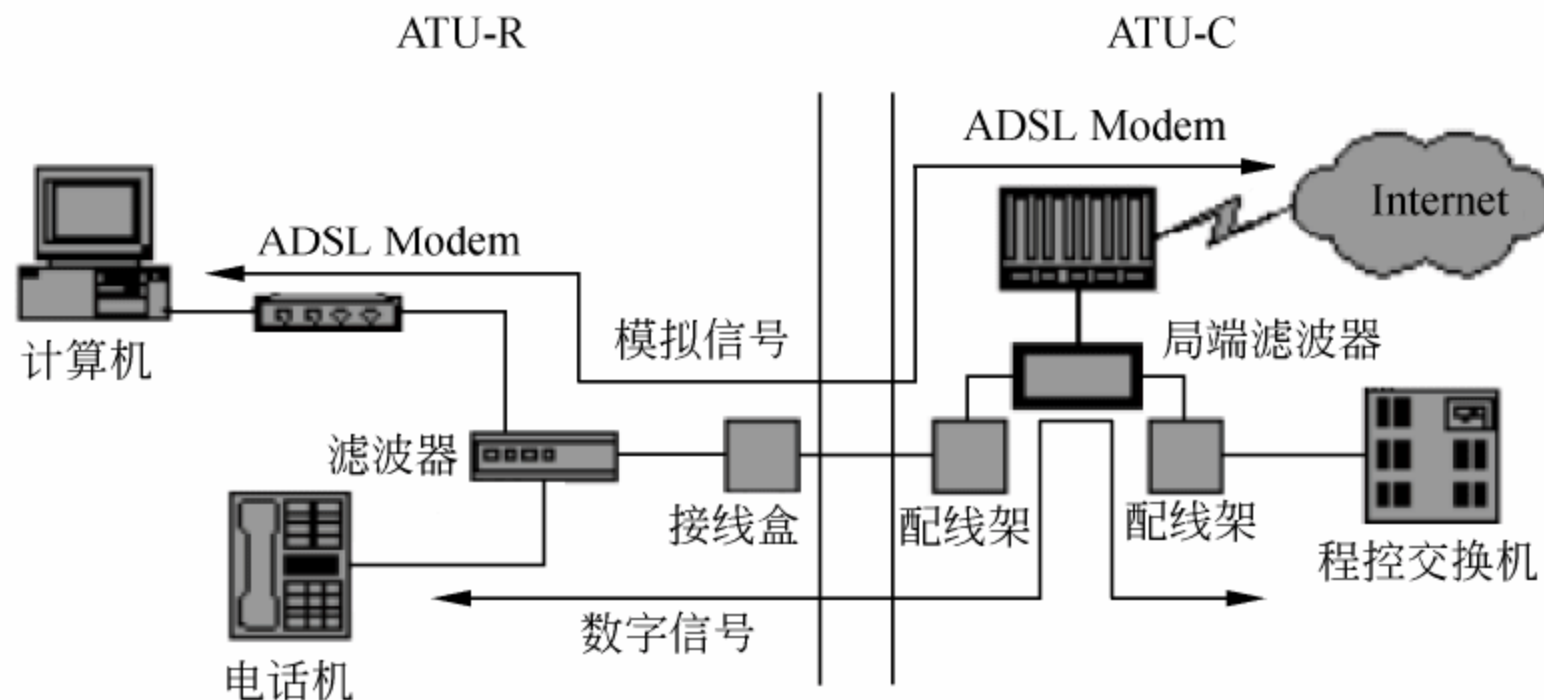 ATU-R
ATU-C
ADSL Modem
Internet
ADSL Modem
模拟信号
局端滤波器
计算机
滤波器
接线盒
配线架
配线架
程控交换机
数字信号
电话机